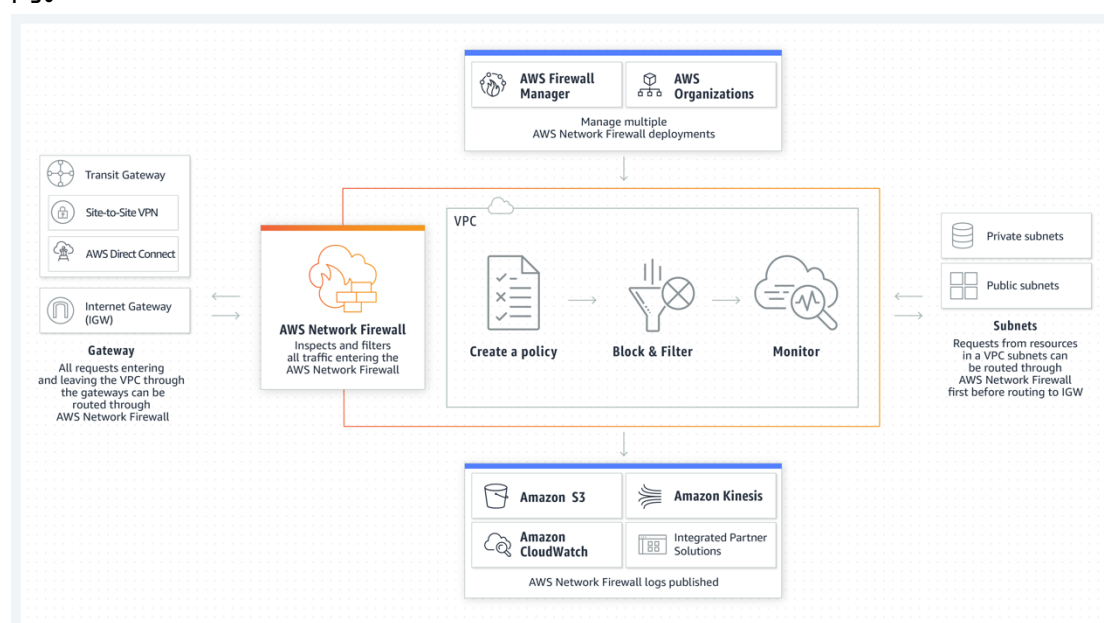 AWS Firewall
Manager
AWS
Organizations
Manage multiple
AWS Network Firewall deployments
Transit Gateway
Site-to-Site VPN
AWS Direct Connect
Internet Gateway
(IGW)
Gateway
All requests entering
and leaving the VPC through
the gateways can be
routed through
AWS Network Firewall
AWS Network Firewall
Inspects and filters
all traffic entering the
AWS Network Firewall
VPC
Create a policy
Block & Filter
Monitor
Private subnets
Public subnets
Subnets
Requests from resources
in a VPC subnets can
be routed through
AWS Network Firewall
first before routing to IGW
Amazon S3
Amazon Kinesis
Amazon
CloudWatch
Integrated Partner
Solutions
AWS Network Firewall logs published